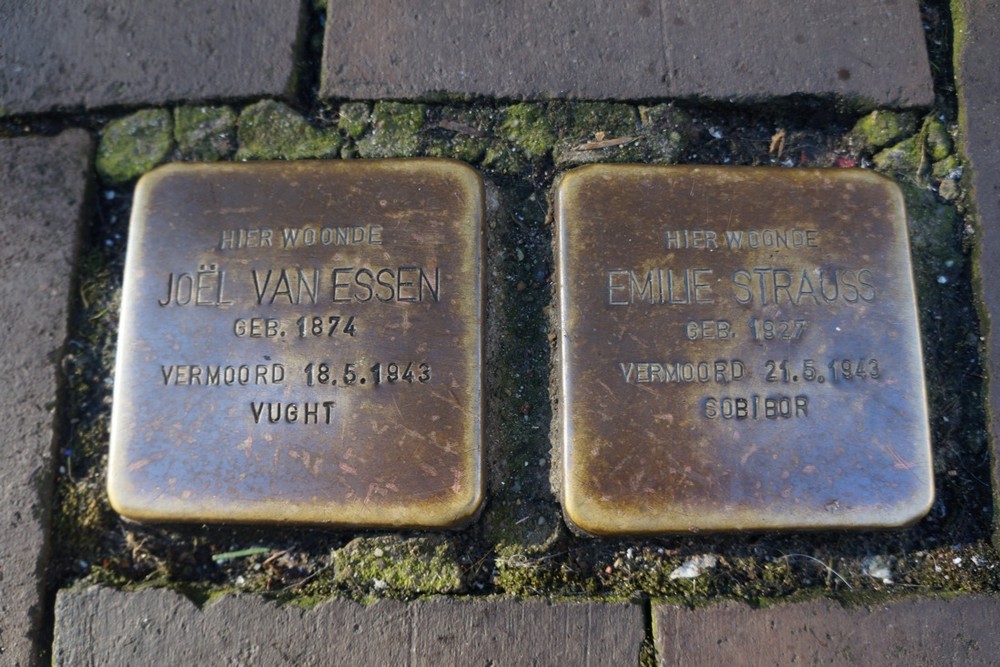 HIER WOONDE
JOËL VAN ESSEN
GEB. 1874
VERMOORD 18.5.1943
VUGHT
HIER WOONDE
EMILIE STRAUSS
GEB. 1927
VERMOORD 21.5.1943
SOBIBOR